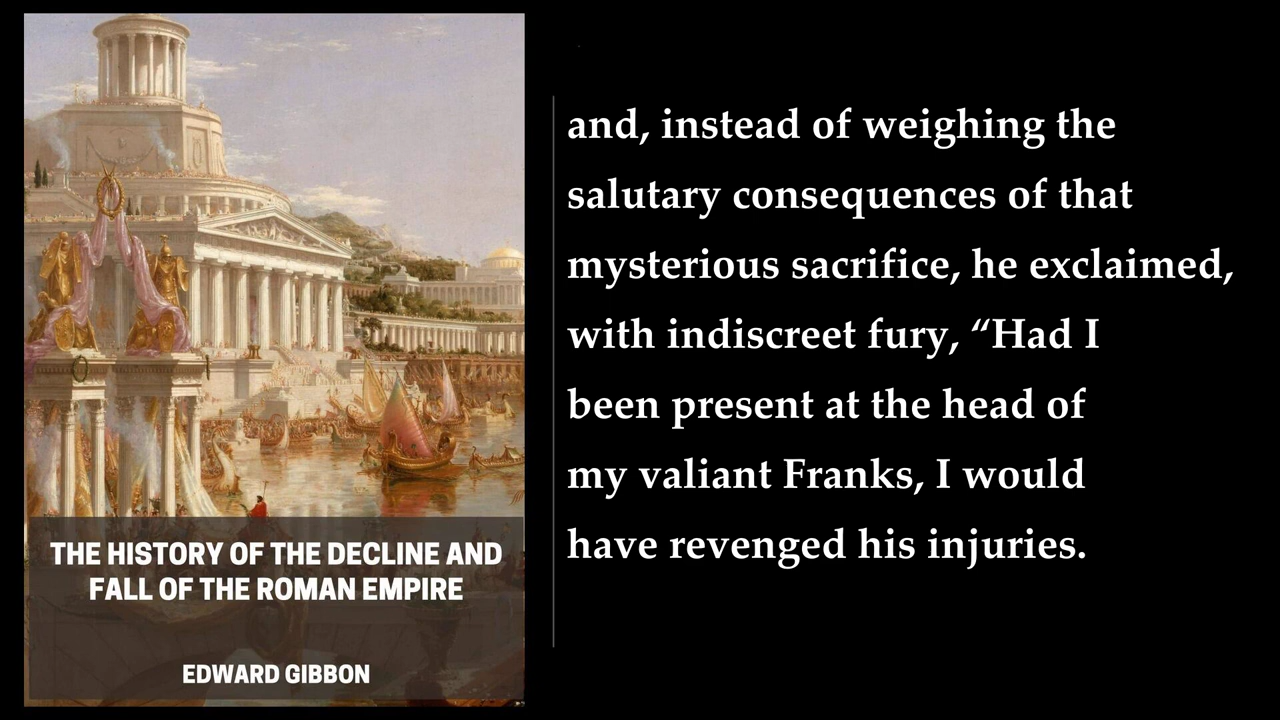 THE HISTORY OF THE DECLINE AND
FALL OF THE ROMAN EMPIRE
EDWARD GIBBON
and, instead of weighing the
salutary consequences of that
mysterious sacrifice, he exclaimed,
with indiscreet fury, “Had I
been present at the head of
my valiant Franks, I would
have revenged his injuries.